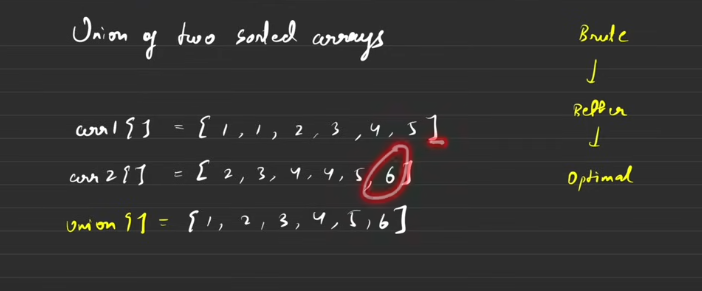 Union of two sorted arrays
Brute
↓
Better
↓
Optimal
arr1[] = [1, 1, 2, 3, 4, 5]
arr2[] = [2, 3, 4, 4, 5, 6]
union[] = [1, 2, 3, 4, 5, 6]